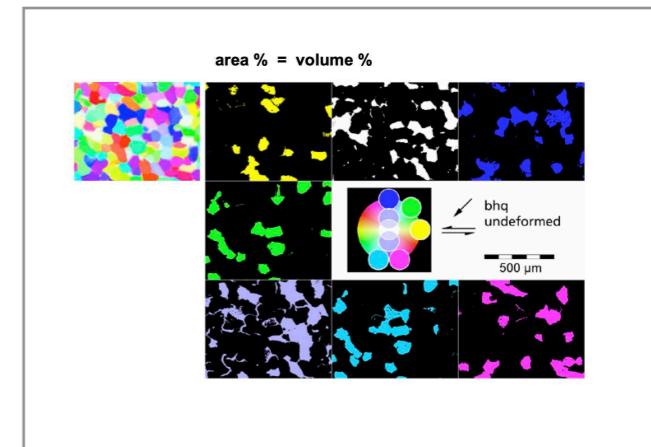 area % = volume %
bhq
undeformed
500 µm